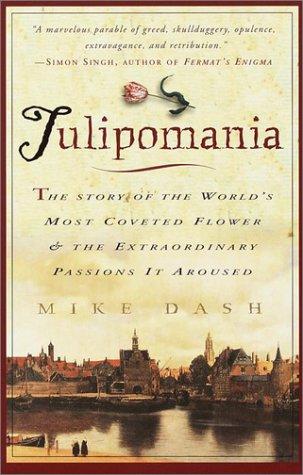 "A marvelous parable of greed, skullduggery, opulence,
extravagance, and retribution."
—Simon Singh, author of Fermat's Enigma
Tulipomania
The Story of the World's
Most Coveted Flower
& the Extraordinary
Passions It Aroused
MIKE DASH